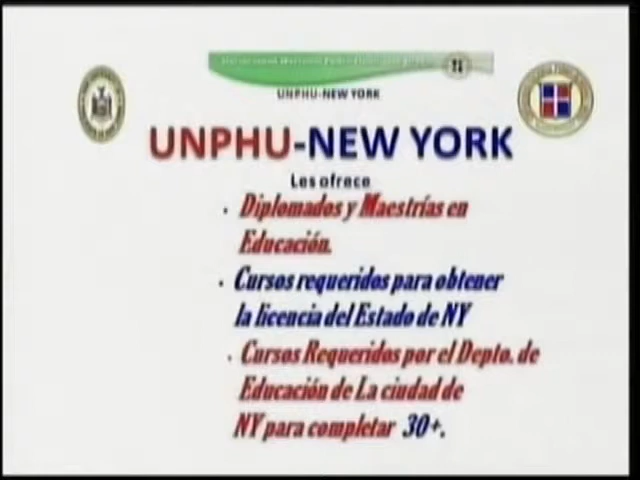 UNPHU-NEW YORK
UNPHU-NEW YORK
Les ofrece
· Diplomados y Maestrías en
Educación.
· Cursos requeridos para obtener
la licencia del Estado de NY
· Cursos Requeridos por el Depto. de
Educación de La ciudad de
NY para completar 30+.